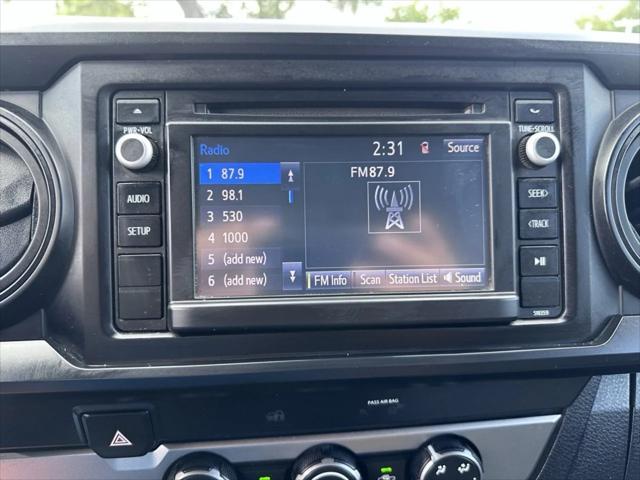 PWR•VOL
TUNE•SCROLL
Radio
2:31
Source
1 87.9
FM87.9
2 98.1
3 530
4 1000
5 (add new)
6 (add new)
FM Info
Scan
Station List
Sound
AUDIO
SETUP
SEEK>
<TRACK
PASS AIR BAG